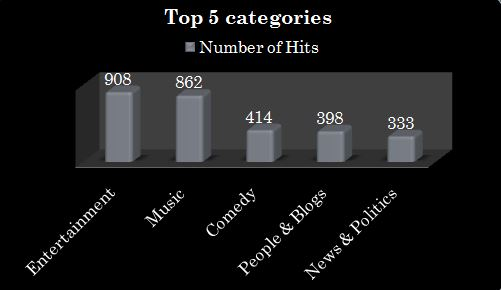 Top 5 categories
Number of Hits
908
862
414
398
333
Entertainment
Music
Comedy
People & Blogs
News & Politics